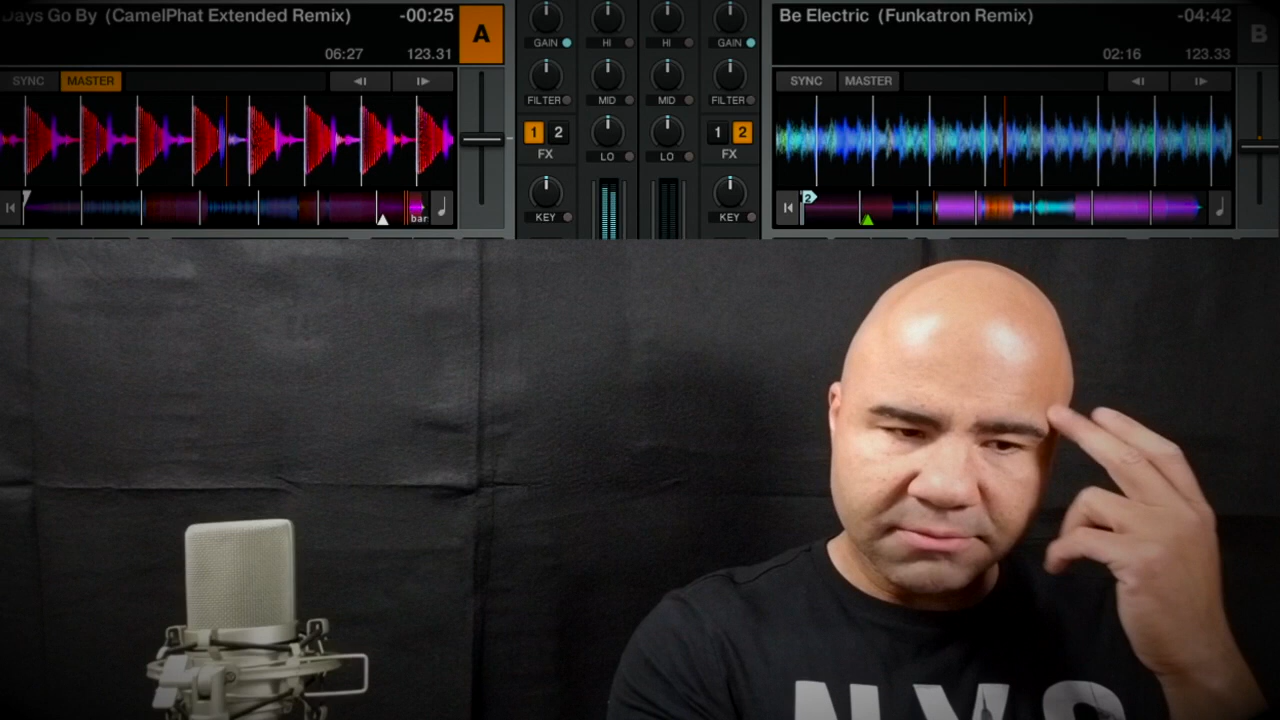 Days Go By (CamelPhat Extended Remix) -00:25
06:27 123.31
A
SYNC MASTER
bar
GAIN HI HI GAIN
FILTER MID MID FILTER
1 2 1 2
FX LO LO FX
KEY KEY
Be Electric (Funkatron Remix) -04:42
02:16 123.33
B
SYNC MASTER
2
NYC